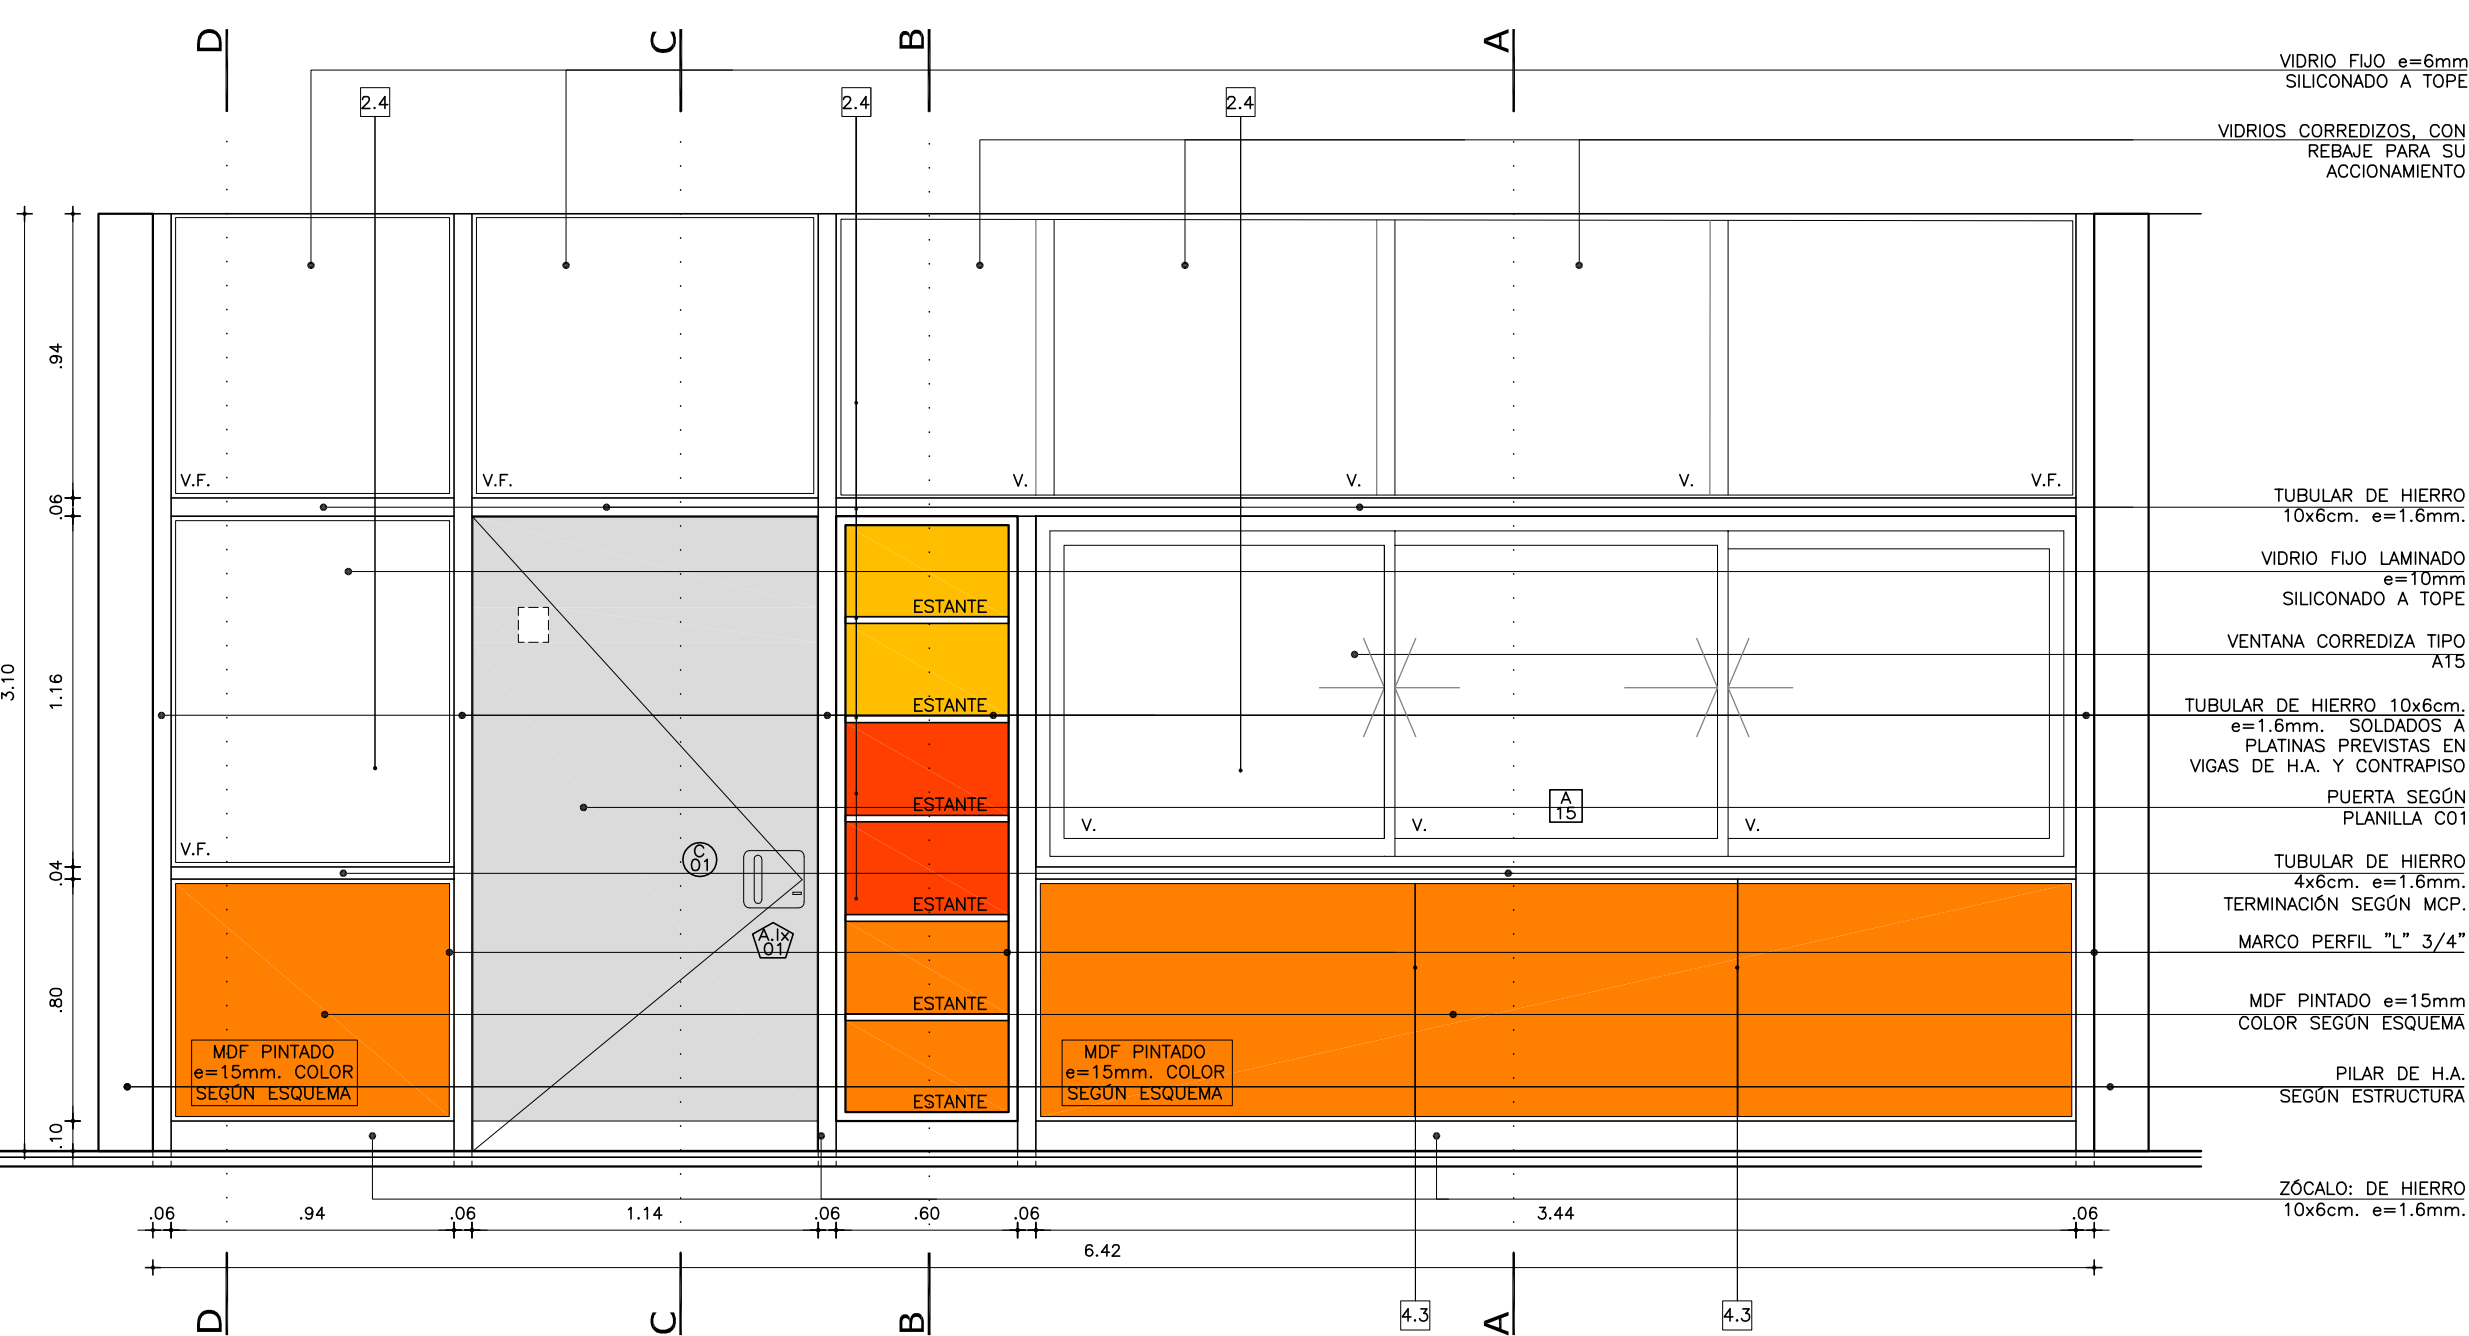 D
C
B
A
VIDRIO FIJO e=6mm
SILICONADO A TOPE
2.4
2.4
2.4
VIDRIOS CORREDIZOS, CON
REBAJE PARA SU
ACCIONAMIENTO
.94
V.F.
V.F.
V.
V.
V.
V.F.
.06
TUBULAR DE HIERRO
10x6cm. e=1.6mm.
VIDRIO FIJO LAMINADO
e=10mm
SILICONADO A TOPE
ESTANTE
VENTANA CORREDIZA TIPO
A15
3.10
1.16
ESTANTE
TUBULAR DE HIERRO 10x6cm.
e=1.6mm. SOLDADOS A
PLATINAS PREVISTAS EN
VIGAS DE H.A. Y CONTRAPISO
ESTANTE
A
15
PUERTA SEGÚN
PLANILLA C01
V.
V.
V.
V.F.
C
01
.04
TUBULAR DE HIERRO
4x6cm. e=1.6mm.
TERMINACIÓN SEGÚN MCP.
ESTANTE
A.Ix
01
MARCO PERFIL "L" 3/4"
.80
ESTANTE
MDF PINTADO e=15mm
COLOR SEGÚN ESQUEMA
MDF PINTADO
e=15mm. COLOR
SEGÚN ESQUEMA
MDF PINTADO
e=15mm. COLOR
SEGÚN ESQUEMA
ESTANTE
PILAR DE H.A.
SEGÚN ESTRUCTURA
.10
ZÓCALO: DE HIERRO
10x6cm. e=1.6mm.
.06
.94
.06
1.14
.06
.60
.06
3.44
.06
6.42
D
C
B
4.3
A
4.3